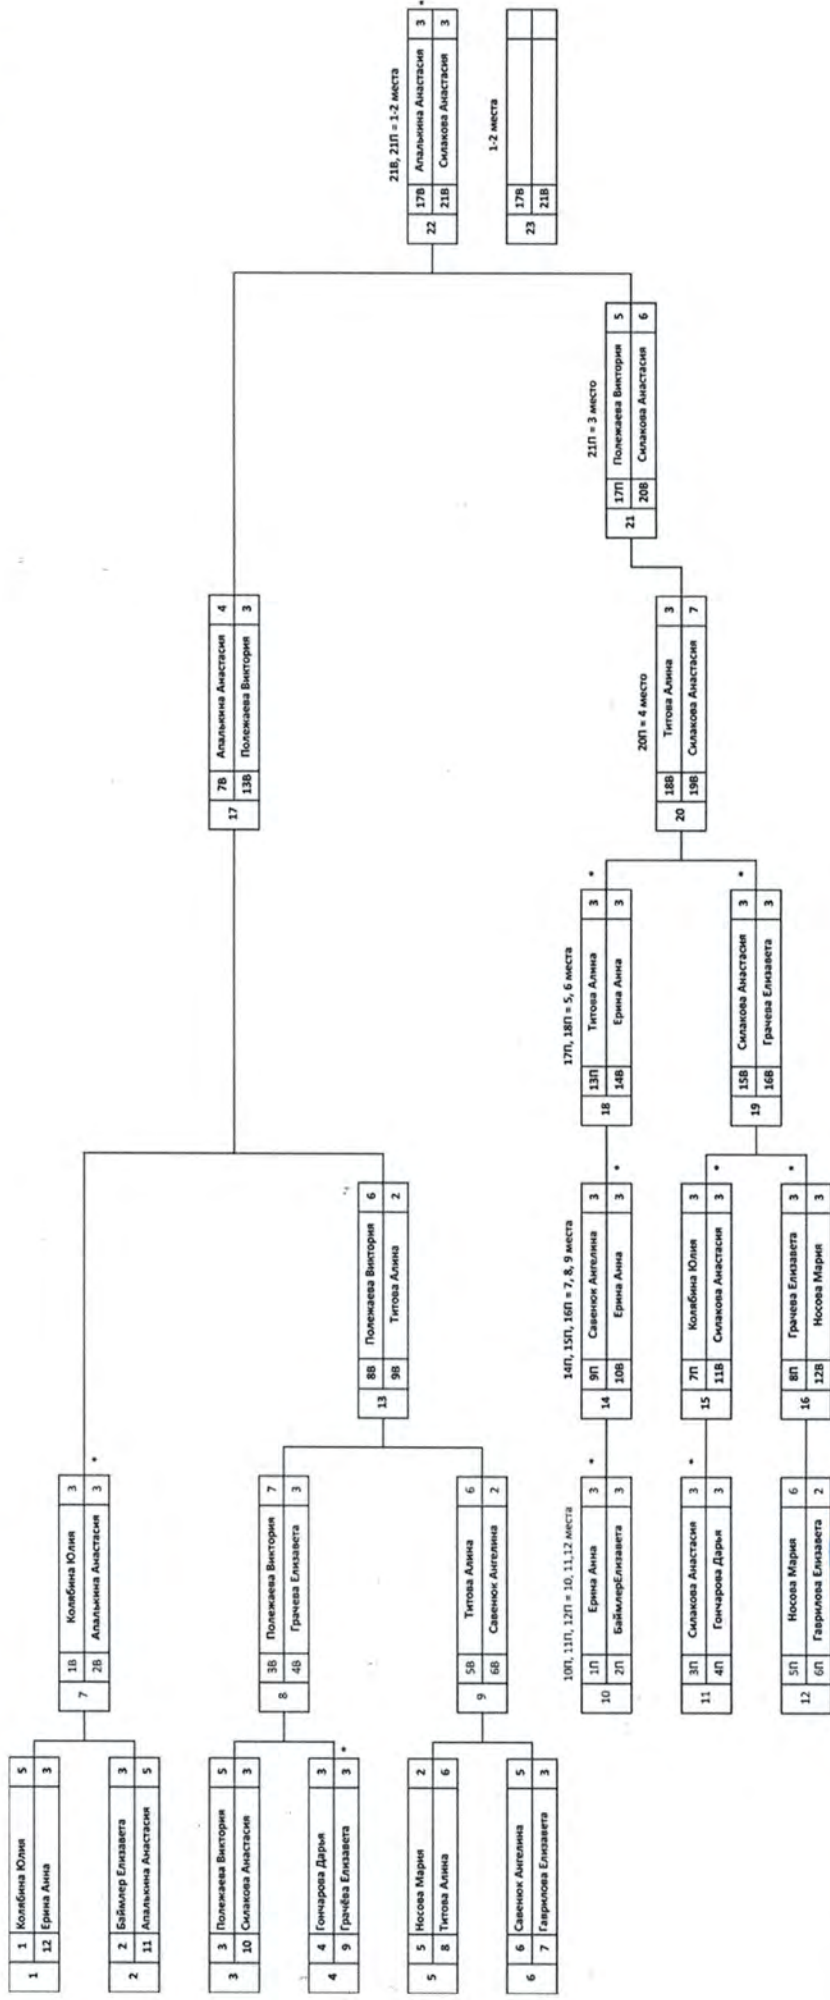 1 1 Колябина Юлия 5
12 Ерина Анна 3
2 2 Баймлер Елизавета 3
11 Апалькина Анастасия 5
3 3 Полежаева Виктория 5
10 Силакова Анастасия 3
4 4 Гончарова Дарья 3
9 Грачёва Елизавета 3 *
5 5 Носова Мария 2
8 Титова Алина 6
6 6 Савенюк Ангелина 5
7 Гаврилова Елизавета 3
7 1В Колябина Юлия 3
2В Апалькина Анастасия 3 *
8 3В Полежаева Виктория 7
4В Грачева Елизавета 3
9 5В Титова Алина 6
6В Савенюк Ангелина 2
10П, 11П, 12П = 10, 11,12 места
10 1П Ерина Анна 3 *
2П БаймлерЕлизавета 3
11 3П Силакова Анастасия 3 *
4П Гончарова Дарья 3
12 5П Носова Мария 6
6П Гаврилова Елизавета 2
13 8В Полежаева Виктория 6
9В Титова Алина 2
14П, 15П, 16П = 7, 8, 9 места
14 9П Савенюк Ангелина 3
10В Ерина Анна 3 *
15 7П Колябина Юлия 3
11В Силакова Анастасия 3 *
16 8П Грачева Елизавета 3 *
12В Носова Мария 3
17 7В Апалькина Анастасия 4
13В Полежаева Виктория 3
17П, 18П = 5, 6 места
18 13П Титова Алина 3 *
14В Ерина Анна 3
19 15В Силакова Анастасия 3 *
16В Грачева Елизавета 3
20П = 4 место
20 18В Титова Алина 3
19В Силакова Анастасия 7
21П = 3 место
21 17П Полежаева Виктория 5
20В Силакова Анастасия 6
21В, 21П = 1-2 места
22 17В Апалькина Анастасия 3 *
21В Силакова Анастасия 3
1-2 места
23 17В
21В